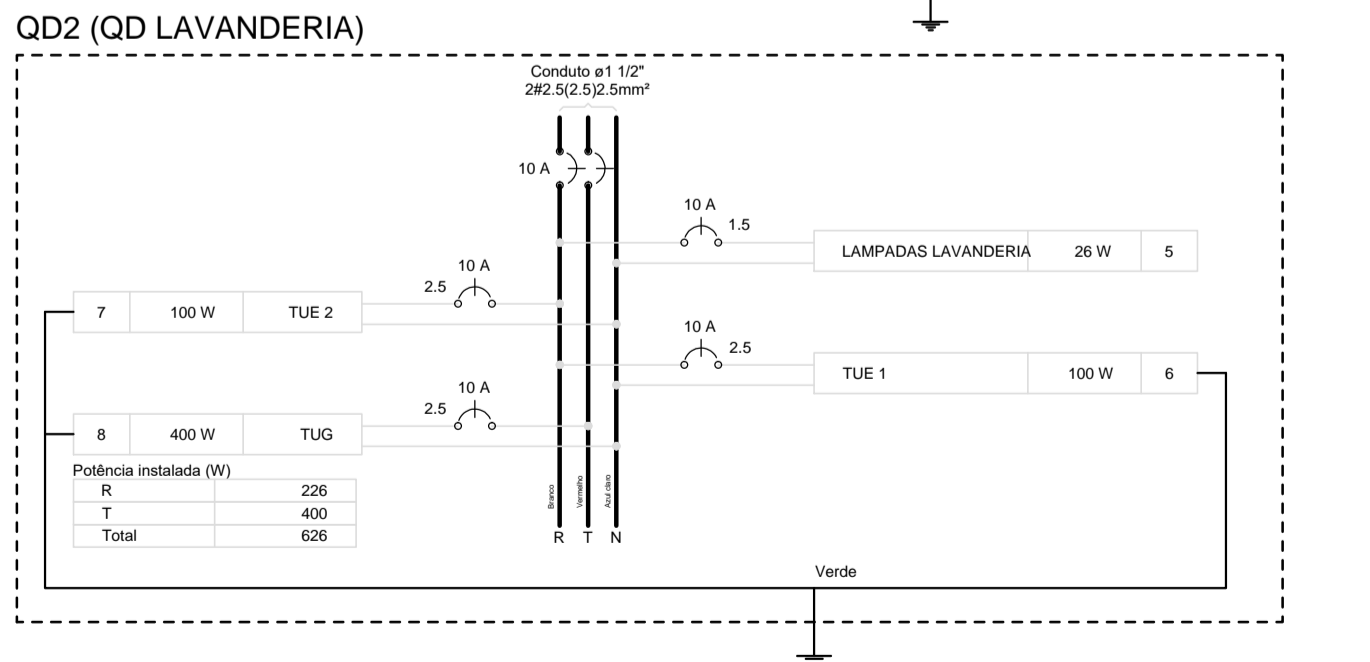 QD2 (QD LAVANDERIA)
Conduto ø1 1/2"
2#2.5(2.5)2.5mm²
10 A
10 A
1.5
LAMPADAS LAVANDERIA 26 W 5
10 A
2.5
7 100 W TUE 2
10 A
2.5
TUE 1 100 W 6
10 A
2.5
8 400 W TUG
Potência instalada (W)
R 226
T 400
Total 626
Branco
Vermelho
Azul claro
R T N
Verde